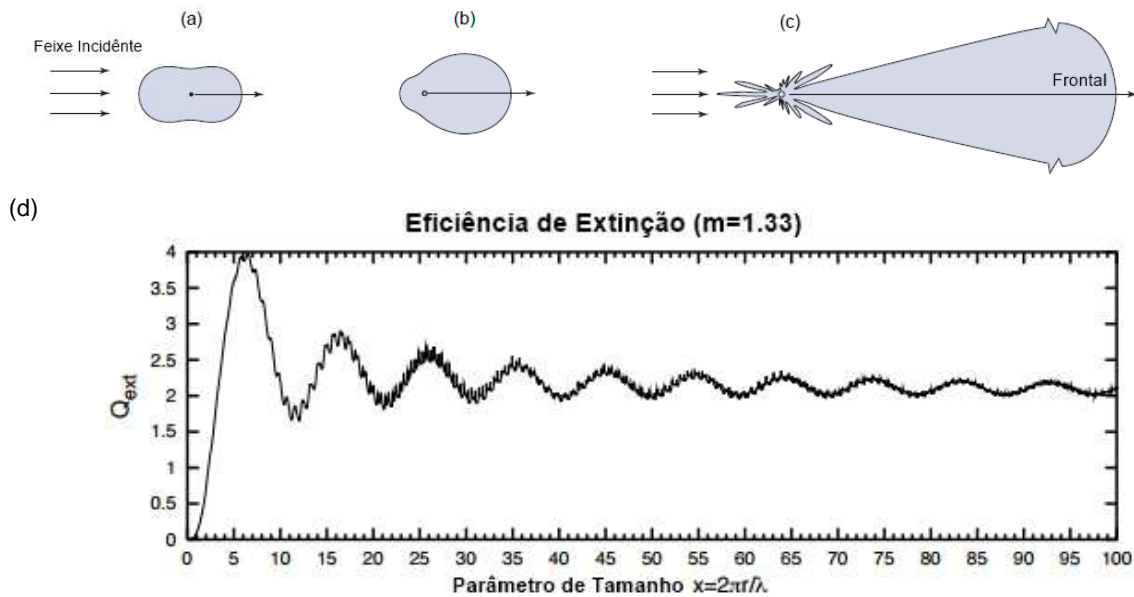 (a)
(b)
(c)
Feixe Incidênte
Frontal
(d)
Eficiência de Extinção (m=1.33)
4
3.5
3
2.5
2
1.5
1
0.5
0
Qext
0 5 10 15 20 25 30 35 40 45 50 55 60 65 70 75 80 85 90 95 100
Parâmetro de Tamanho x=2πr/λ